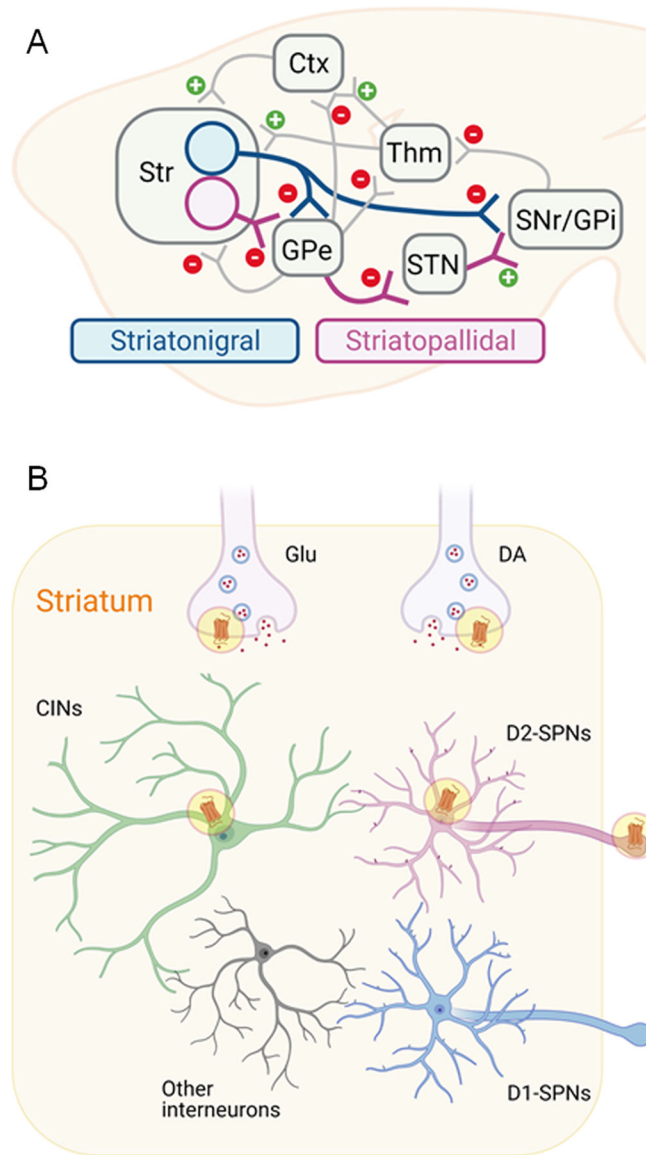 A
Ctx
+
+
-
+
Thm
-
Str
-
-
-
SNr/GPi
GPe
STN
-
-
-
+
Striatonigral
Striatopallidal
B
Glu
DA
Striatum
CINs
D2-SPNs
Other
interneurons
D1-SPNs